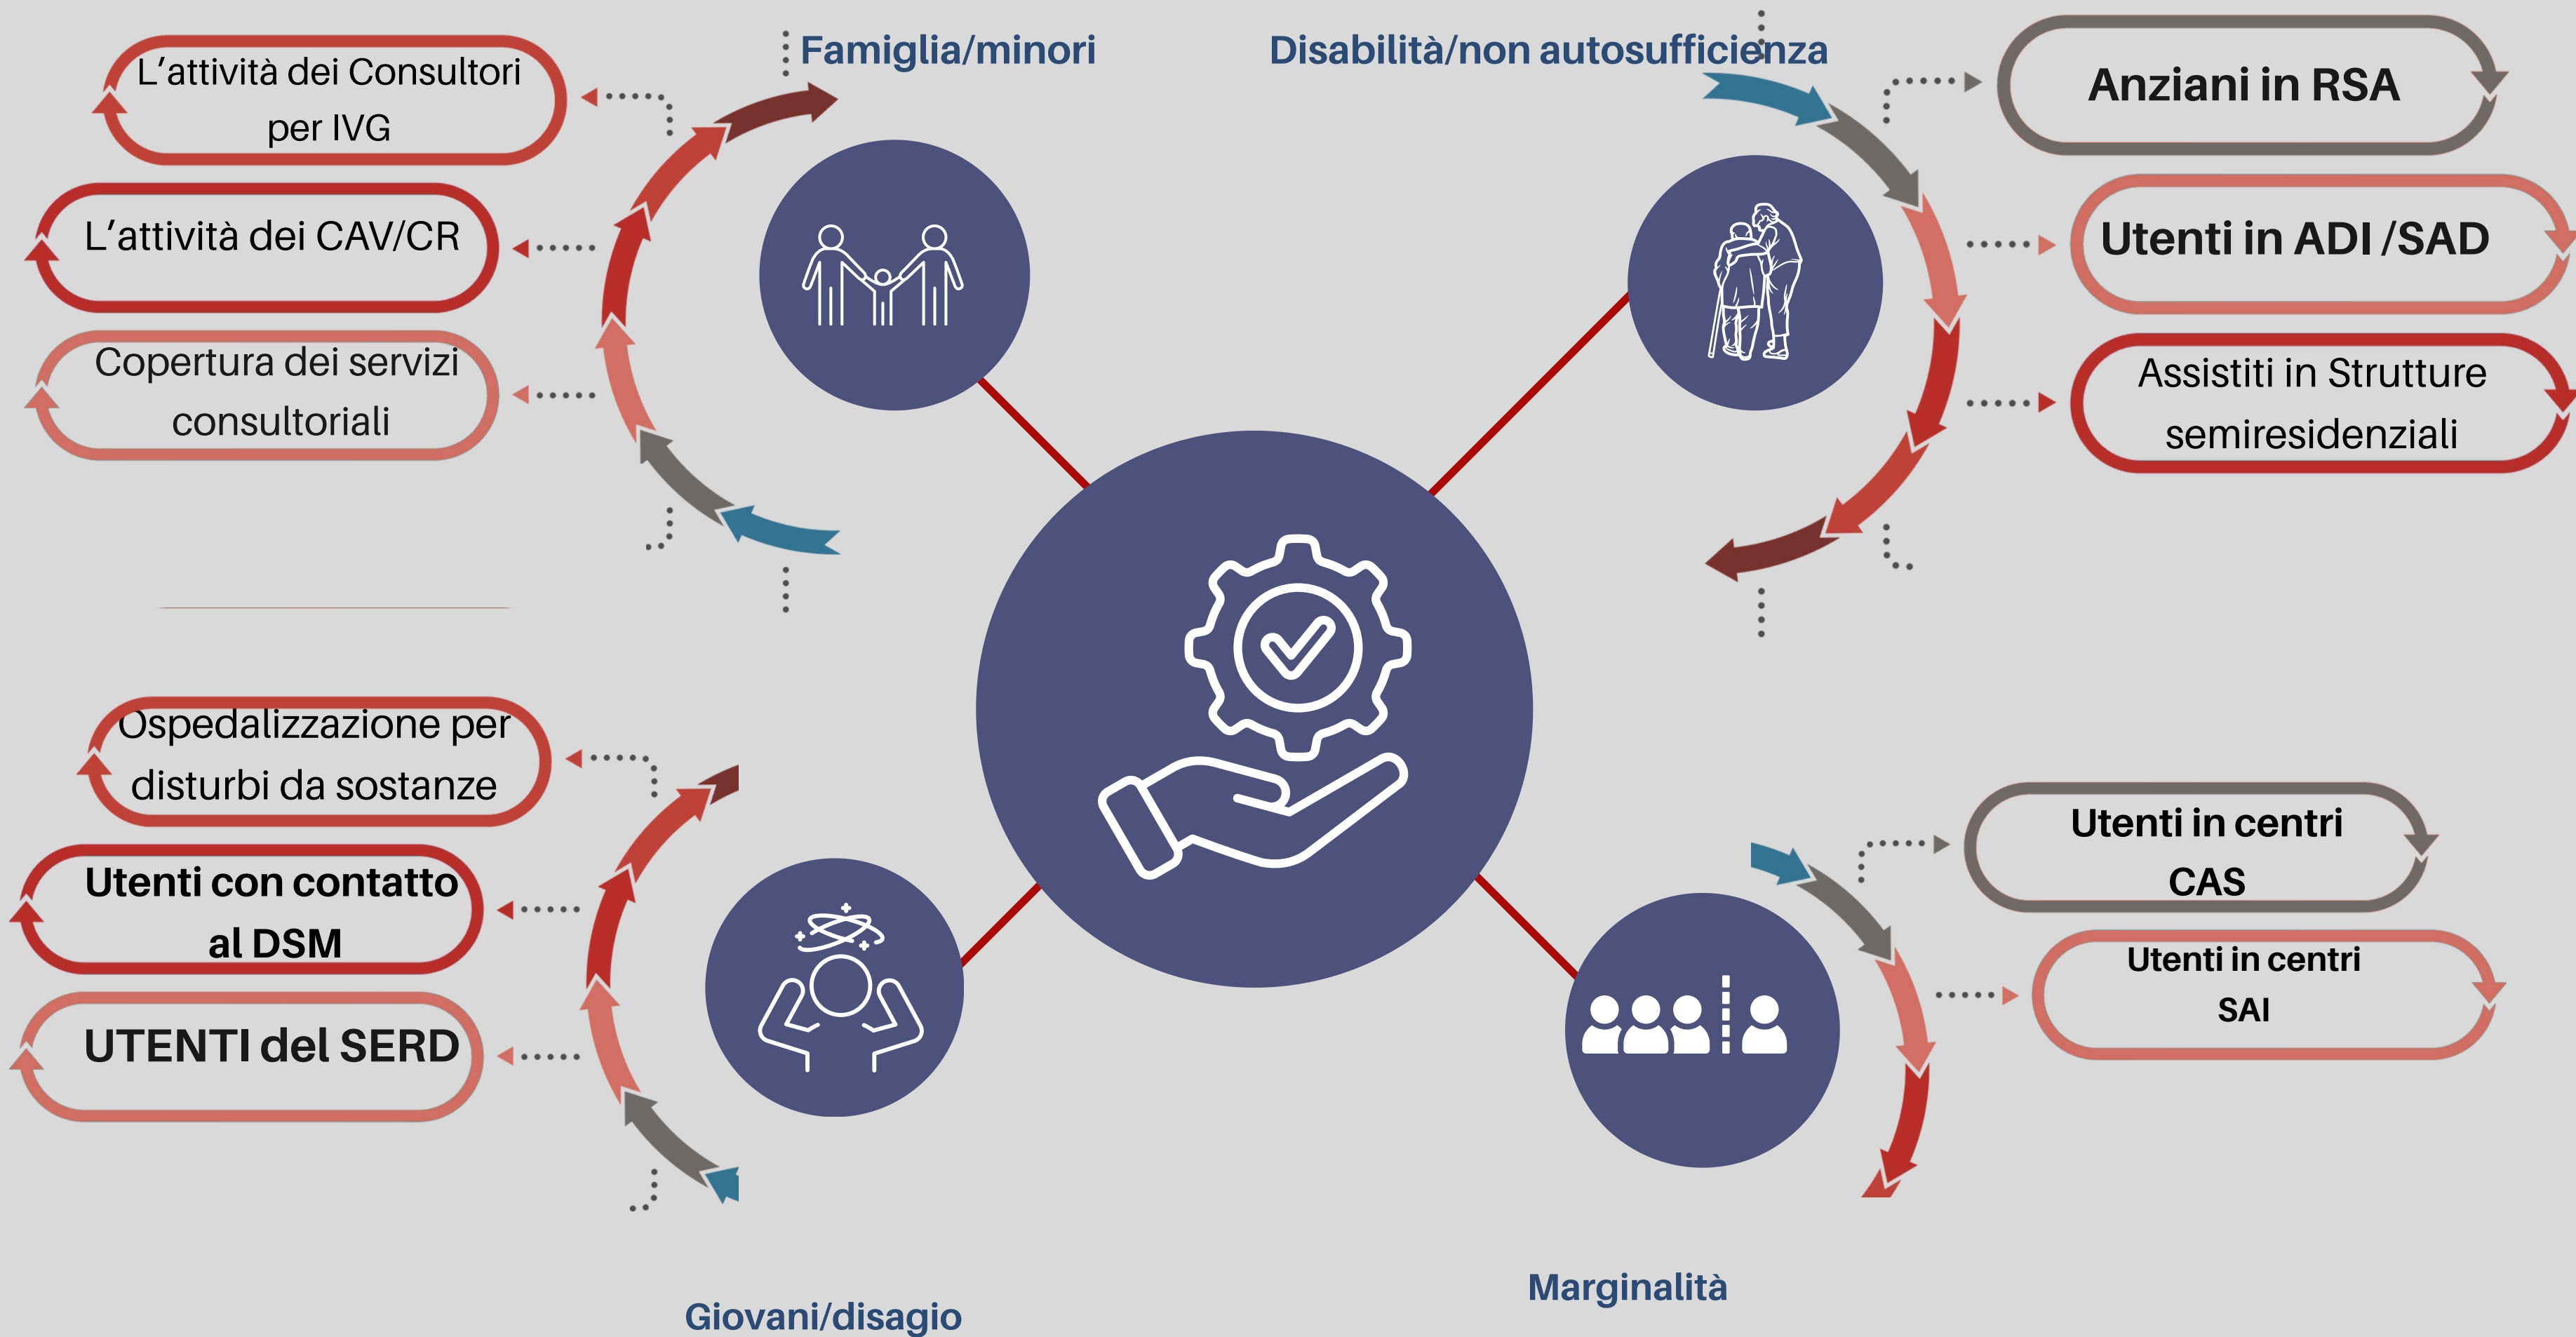 Famiglia/minori
L’attività dei Consultori
per IVG
L’attività dei CAV/CR
Copertura dei servizi
consultoriali
Disabilità/non autosufficienza
Anziani in RSA
Utenti in ADI /SAD
Assistiti in Strutture
semiresidenziali
Ospedalizzazione per
disturbi da sostanze
Utenti con contatto
al DSM
UTENTI del SERD
Giovani/disagio
Utenti in centri
CAS
Utenti in centri
SAI
Marginalità